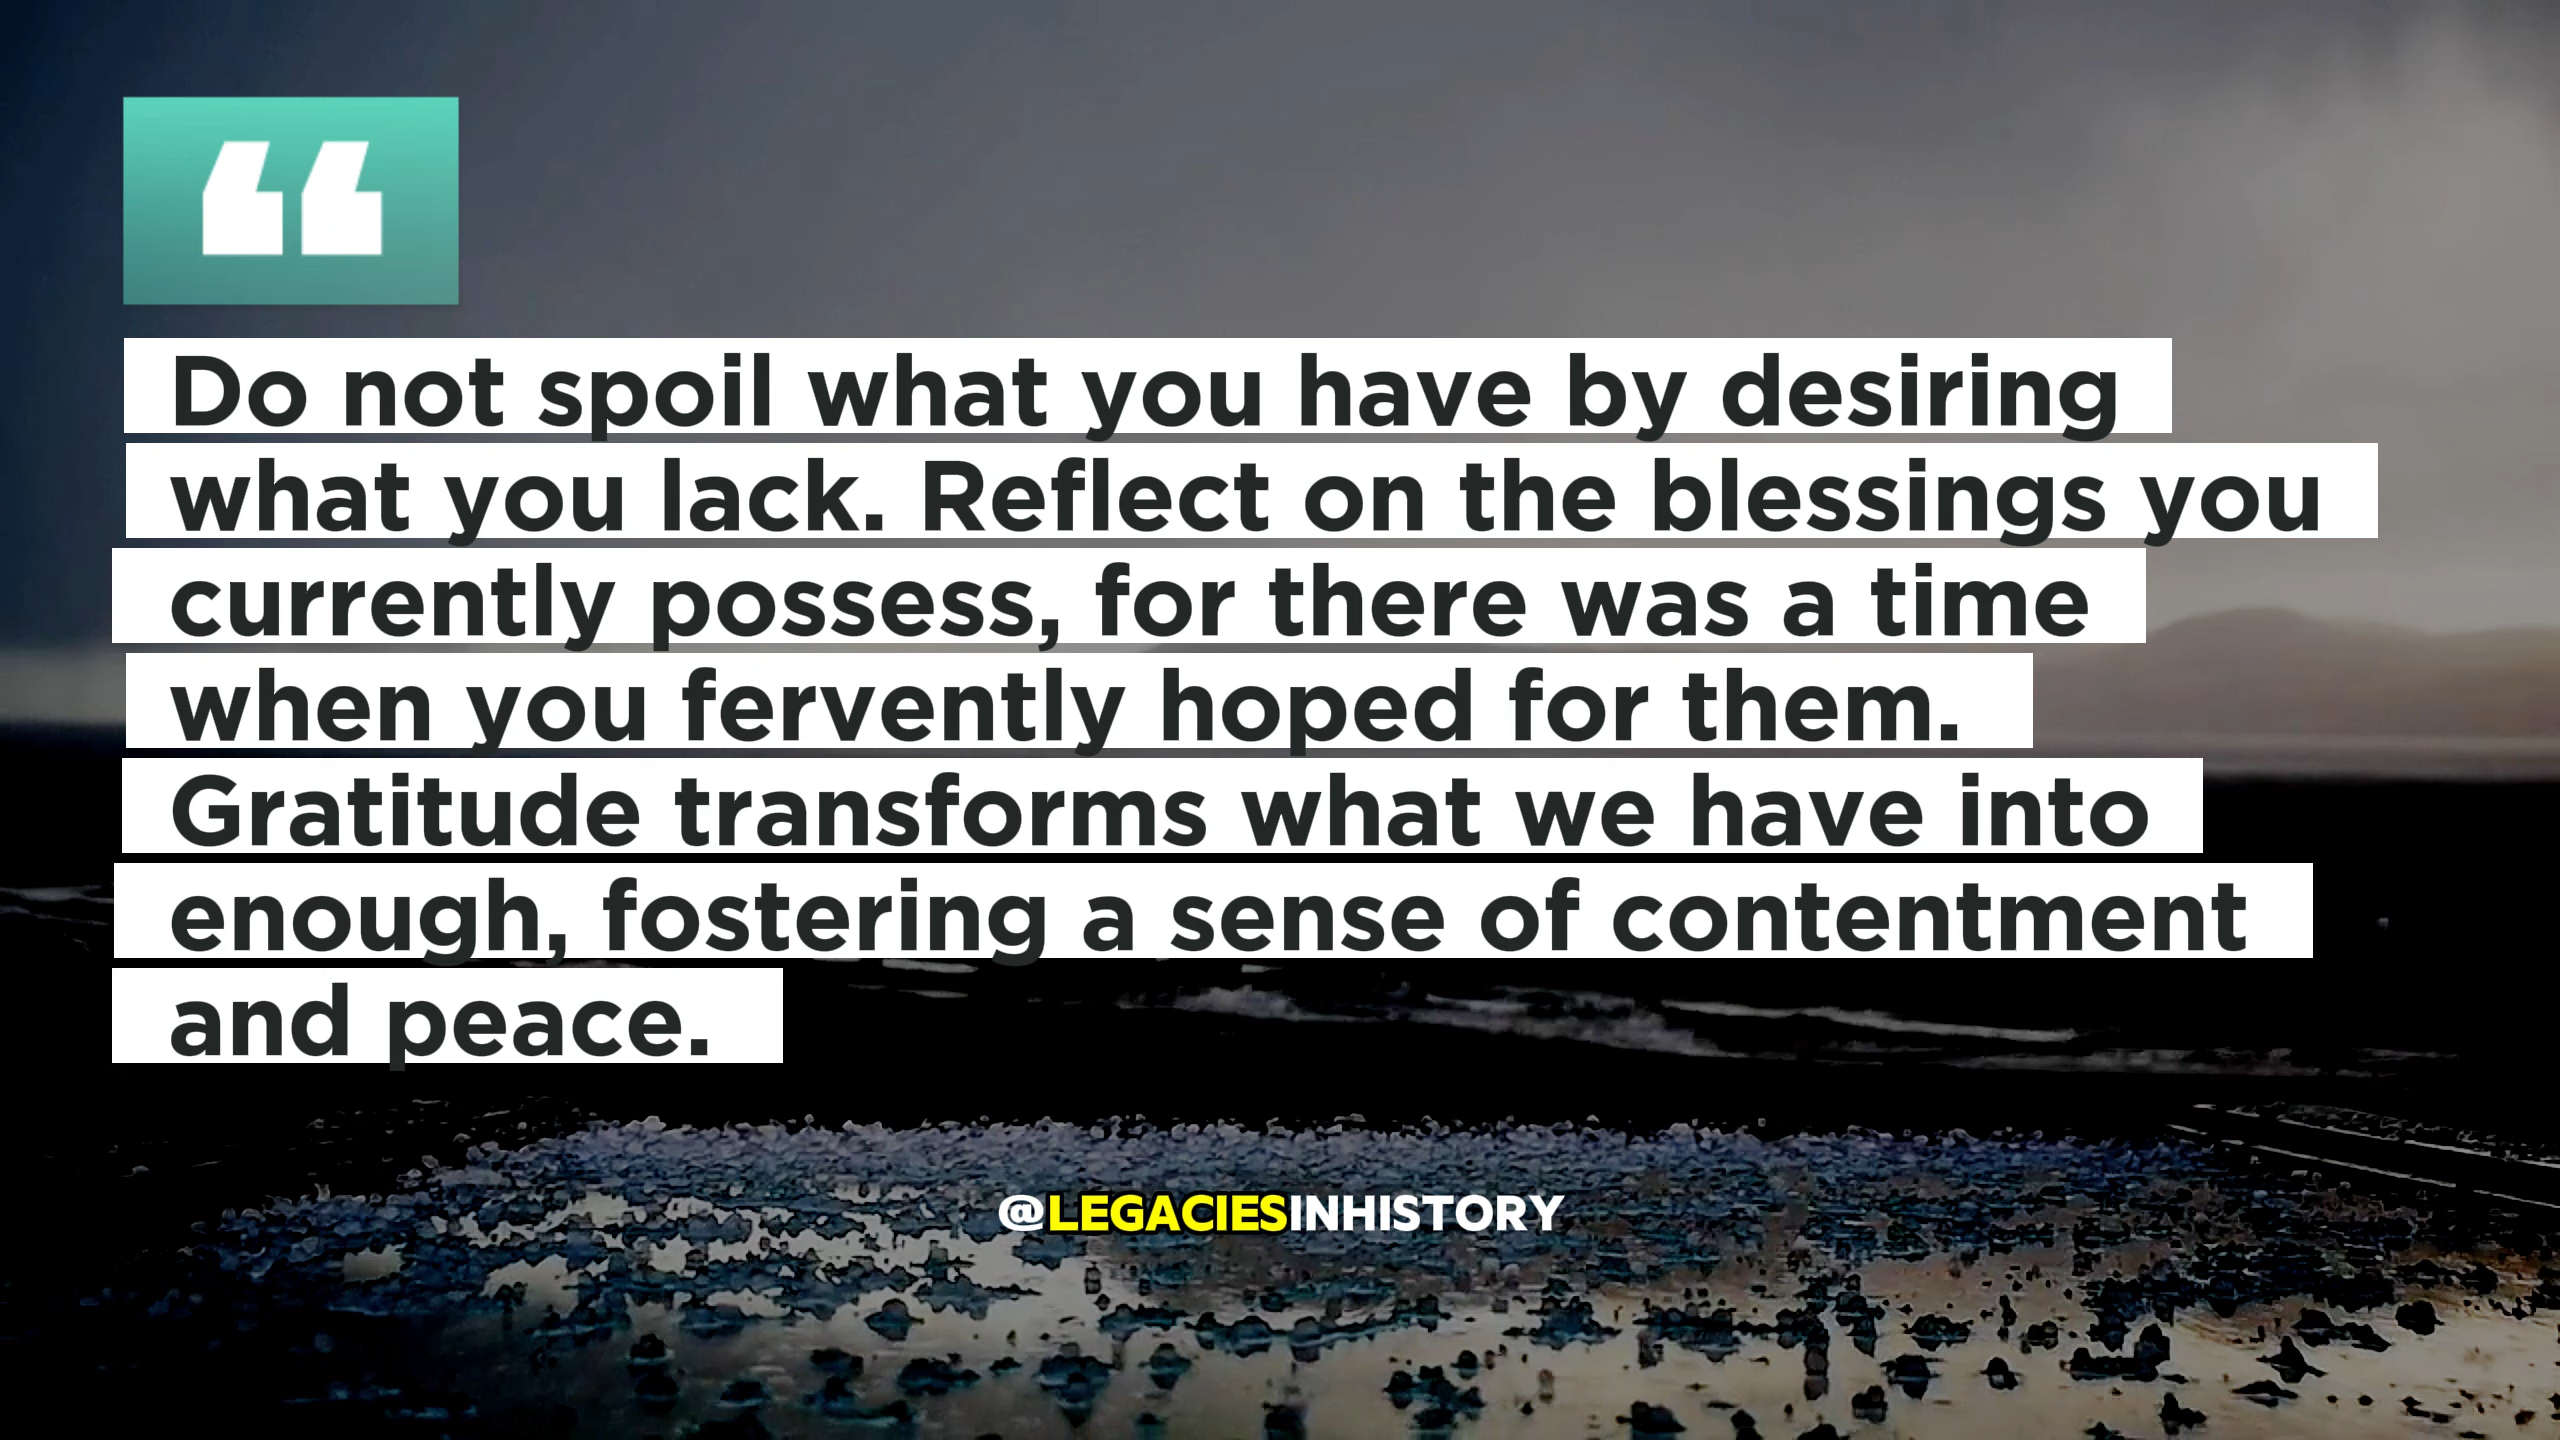 “
Do not spoil what you have by desiring
what you lack. Reflect on the blessings you
currently possess, for there was a time
when you fervently hoped for them.
Gratitude transforms what we have into
enough, fostering a sense of contentment
and peace.
@LEGACIESINHISTORY